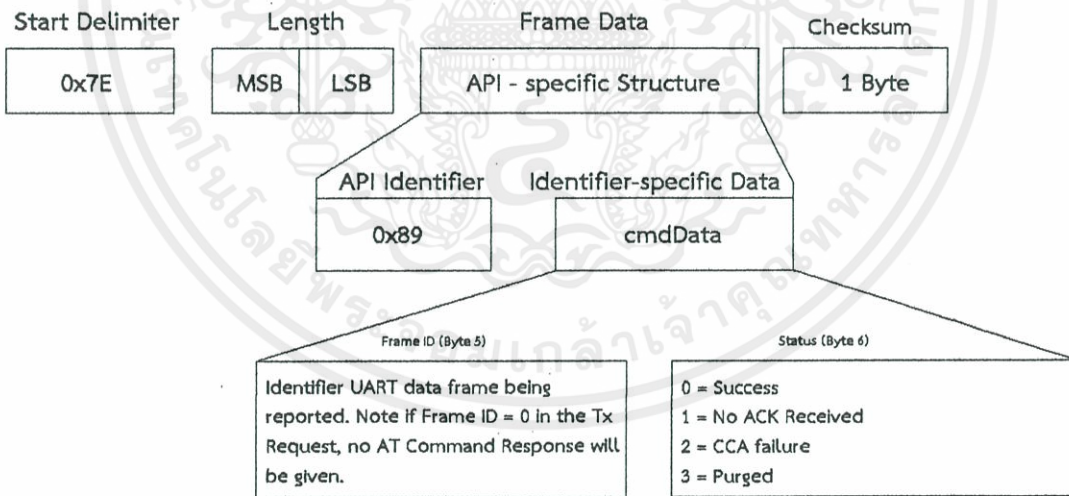 Start Delimiter Length Frame Data Checksum
0x7E MSB LSB API - specific Structure 1 Byte
API Identifier Identifier-specific Data
0x89 cmdData
Frame ID (Byte 5) Status (Byte 6)
Identifier UART data frame being
reported. Note if Frame ID = 0 in the Tx
Request, no AT Command Response will
be given.
0 = Success
1 = No ACK Received
2 = CCA failure
3 = Purged